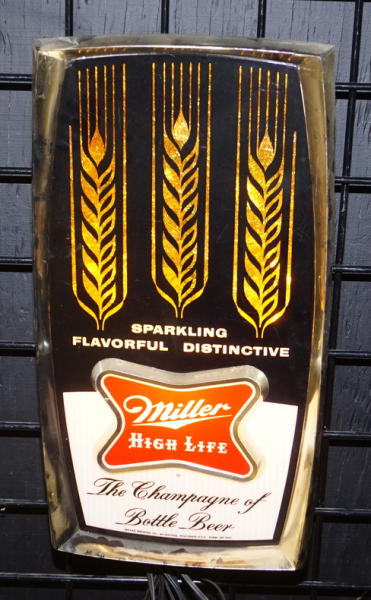 SPARKLING
FLAVORFUL DISTINCTIVE
Miller
HIGH LIFE
The Champagne of
Bottle Beer